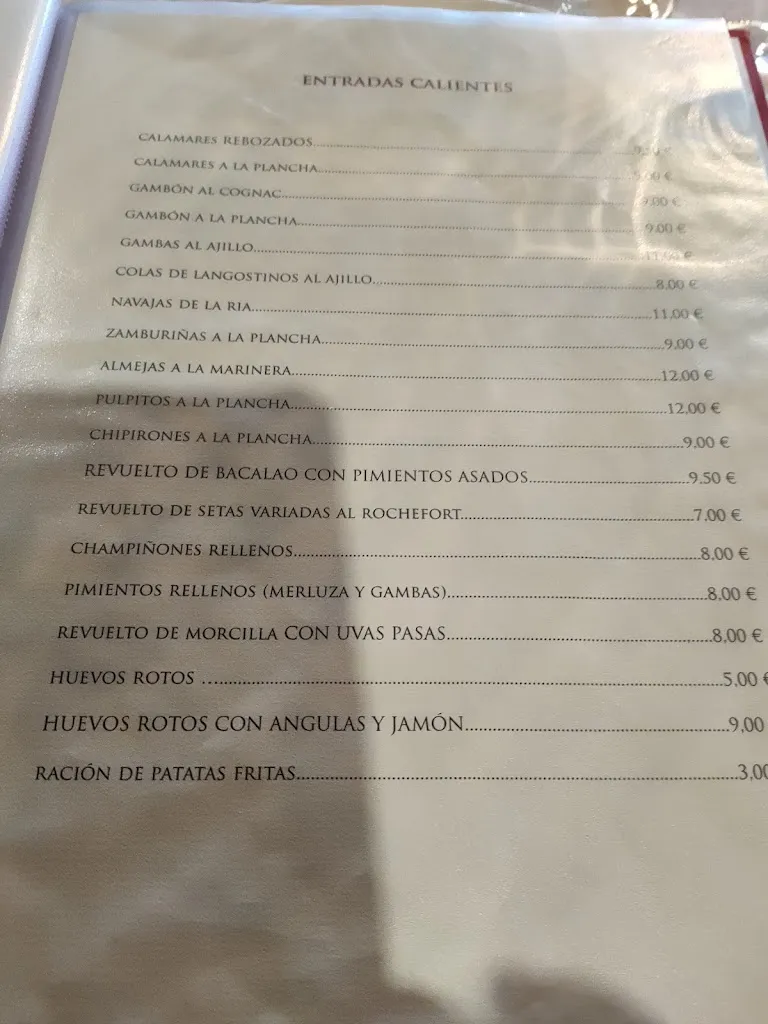 ENTRADAS CALIENTES
CALAMARES REBOZADOS
CALAMARES A LA PLANCHA
GAMBÓN AL COGNAC 9,00 €
GAMBÓN A LA PLANCHA 9,00 €
GAMBAS AL AJILLO 11,00 €
COLAS DE LANGOSTINOS AL AJILLO 8,00 €
NAVAJAS DE LA RIA 11,00 €
ZAMBURIÑAS A LA PLANCHA 9,00 €
ALMEJAS A LA MARINERA 12,00 €
PULPITOS A LA PLANCHA 12,00 €
CHIPIRONES A LA PLANCHA 9,00 €
REVUELTO DE BACALAO CON PIMIENTOS ASADOS 9,50 €
REVUELTO DE SETAS VARIADAS AL ROCHEFORT 7,00 €
CHAMPIÑONES RELLENOS 8,00 €
PIMIENTOS RELLENOS (MERLUZA Y GAMBAS) 8,00 €
REVUELTO DE MORCILLA CON UVAS PASAS 8,00 €
HUEVOS ROTOS 5,00 €
HUEVOS ROTOS CON ANGULAS Y JAMÓN 9,00
RACIÓN DE PATATAS FRITAS 3,00